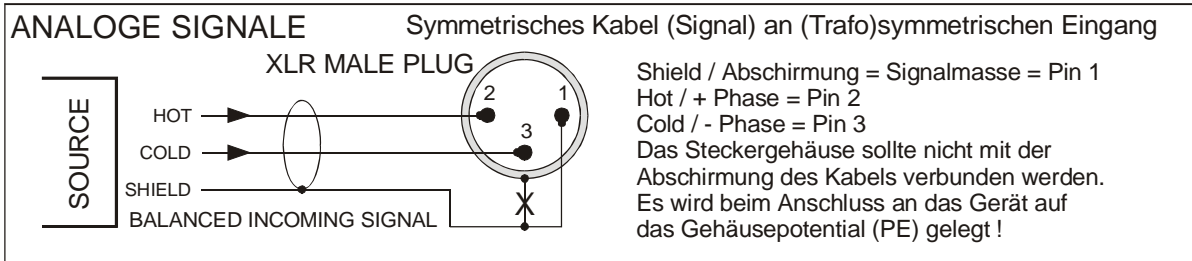 ANALOGE SIGNALE
Symmetrisches Kabel (Signal) an (Trafo)symmetrischen Eingang
XLR MALE PLUG
SOURCE
HOT
COLD
SHIELD
BALANCED INCOMING SIGNAL
2
1
3
X
Shield / Abschirmung = Signalmasse = Pin 1
Hot / + Phase = Pin 2
Cold / - Phase = Pin 3
Das Steckergehäuse sollte nicht mit der
Abschirmung des Kabels verbunden werden.
Es wird beim Anschluss an das Gerät auf
das Gehäusepotential (PE) gelegt !